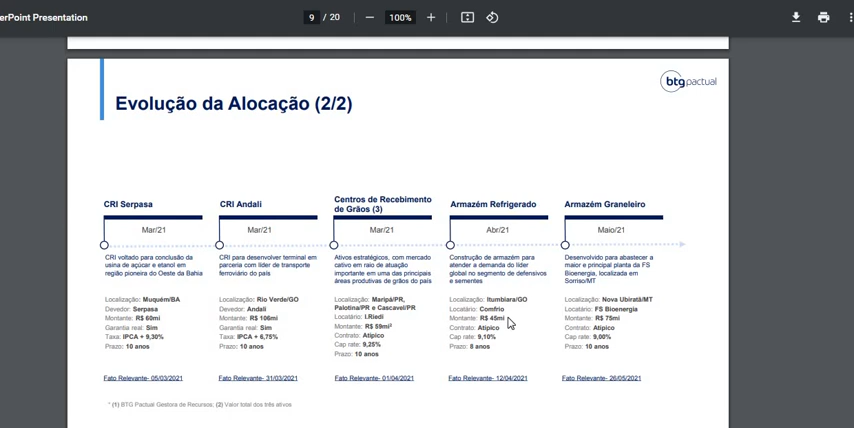 erPoint Presentation
9 / 20
100%
Evolução da Alocação (2/2)
btg pactual
CRI Serpasa
Mar/21
CRI voltado para conclusão da
usina de açúcar e etanol em
região pioneira do Oeste da Bahia
Localização: Muquém/BA
Devedor: Serpasa
Montante: R$ 60mi
Garantia real: Sim
Taxa: IPCA + 9,30%
Prazo: 10 anos
Fato Relevante- 05/03/2021
CRI Andali
Mar/21
CRI para desenvolver terminal em
parceria com líder de transporte
ferroviário do país
Localização: Rio Verde/GO
Devedor: Andali
Montante: R$ 106mi
Garantia real: Sim
Taxa: IPCA + 6,75%
Prazo: 10 anos
Fato Relevante- 31/03/2021
Centros de Recebimento
de Grãos (3)
Mar/21
Ativos estratégicos, com mercado
cativo em raio de atuação
importante em uma das principais
áreas produtivas de grãos do país
Localização: Maripá/PR,
Palotina/PR e Cascavel/PR
Locatário: I.Riedi
Montante: R$ 59mi²
Contrato: Atípico
Cap rate: 9,25%
Prazo: 10 anos
Fato Relevante- 01/04/2021
Armazém Refrigerado
Abr/21
Construção de armazém para
atender a demanda do líder
global no segmento de defensivos
e sementes
Localização: Itumbiara/GO
Locatário: Comfrio
Montante: R$ 45mi
Contrato: Atípico
Cap rate: 9,10%
Prazo: 8 anos
Fato Relevante- 12/04/2021
Armazém Graneleiro
Maio/21
Desenvolvido para abastecer a
maior e principal planta da FS
Bioenergia, localizada em
Sorriso/MT
Localização: Nova Ubiratã/MT
Locatário: FS Bioenergia
Montante: R$ 75mi
Contrato: Atípico
Cap rate: 9,00%
Prazo: 10 anos
Fato Relevante- 26/05/2021
* (1) BTG Pactual Gestora de Recursos; (2) Valor total dos três ativos